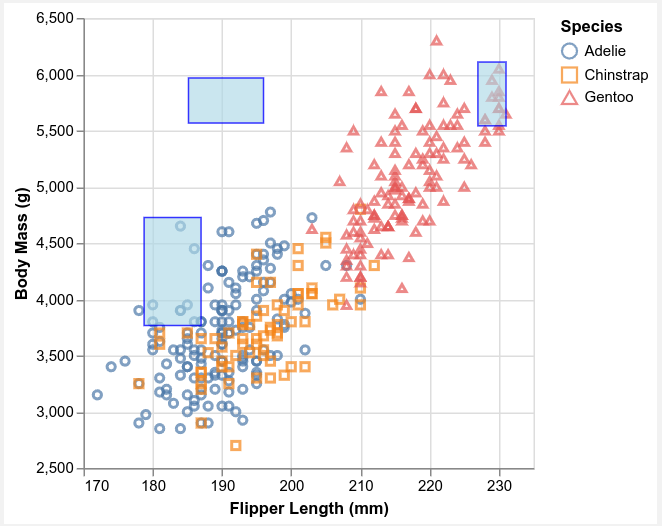 6,500
6,000
5,500
5,000
4,500
4,000
3,500
3,000
2,500
Body Mass (g)
170 180 190 200 210 220 230
Flipper Length (mm)
Species
Adelie
Chinstrap
Gentoo